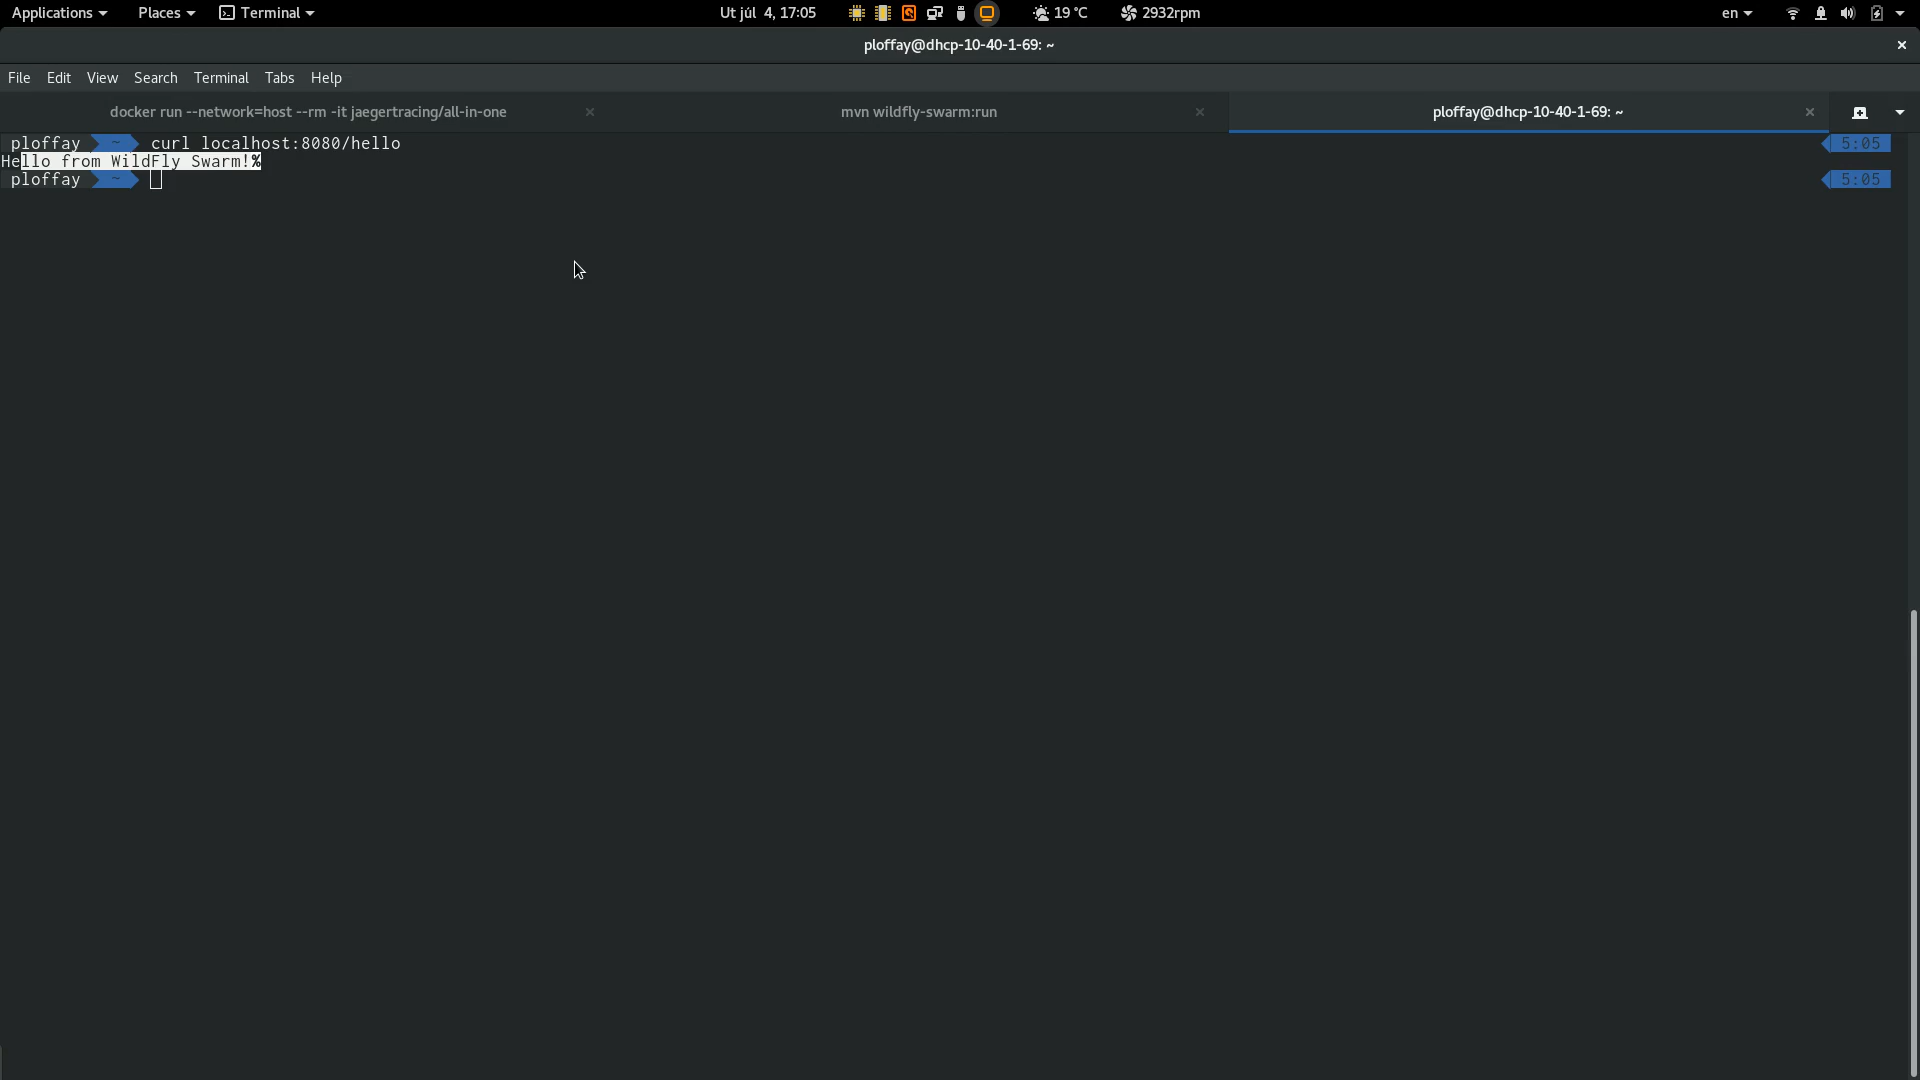 Applications Places Terminal Ut júl 4, 17:05 19 °C 2932rpm en
ploffay@dhcp-10-40-1-69: ~
File Edit View Search Terminal Tabs Help
docker run --network=host --rm -it jaegertracing/all-in-one mvn wildfly-swarm:run ploffay@dhcp-10-40-1-69: ~
ploffay ~ curl localhost:8080/hello 5:05
Hello from WildFly Swarm!%
ploffay ~ 5:05